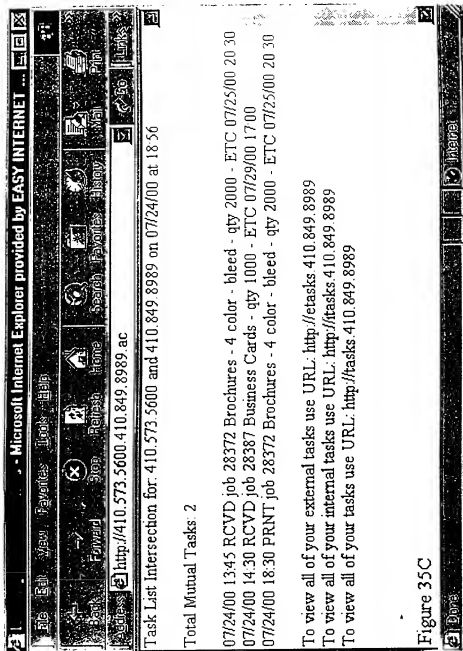 - Microsoft Internet Explorer provided by EASY INTERNET ...
File Edit View Favorites Tools Help
Back Forward Stop Refresh Home Search Favorites History Mail Print
Address http://410.573.5600.410.849.8989.ac Go Links
Task List Intersection for: 410.573.5600 and 410.849.8989 on 07/24/00 at 18:56
Total Mutual Tasks: 2
07/24/00 13:45 RCVD job 28372 Brochures - 4 color - bleed - qty 2000 - ETC 07/25/00 20 30
07/24/00 14:30 RCVD job 28387 Business Cards - qty 1000 - ETC 07/29/00 17:00
07/24/00 18:30 PRNT job 28372 Brochures - 4 color - bleed - qty 2000 - ETC 07/25/00 20 30
To view all of your external tasks use URL: http://etasks.410.849.8989
To view all of your internal tasks use URL: http://itasks.410.849.8989
To view all of your tasks use URL: http://tasks.410.849.8989
Figure 35C
Done Internet